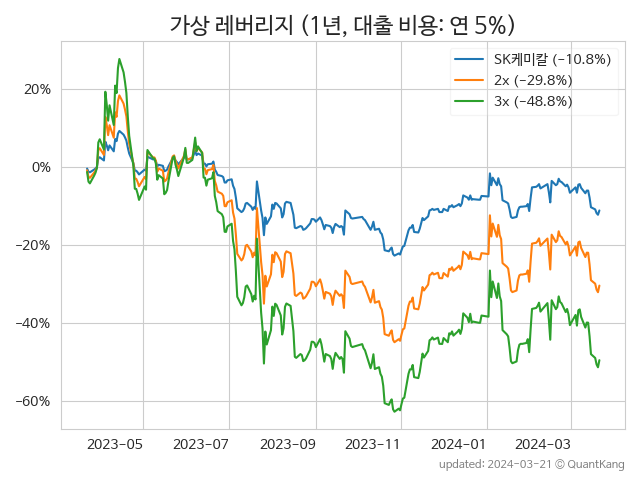 가상 레버리지 (1년, 대출 비용: 연 5%)
SK케미칼 (−10.8%)
2x (−29.8%)
3x (−48.8%)
20%
0%
−20%
−40%
−60%
2023-05 2023-07 2023-09 2023-11 2024-01 2024-03
updated: 2024-03-21 © QuantKang